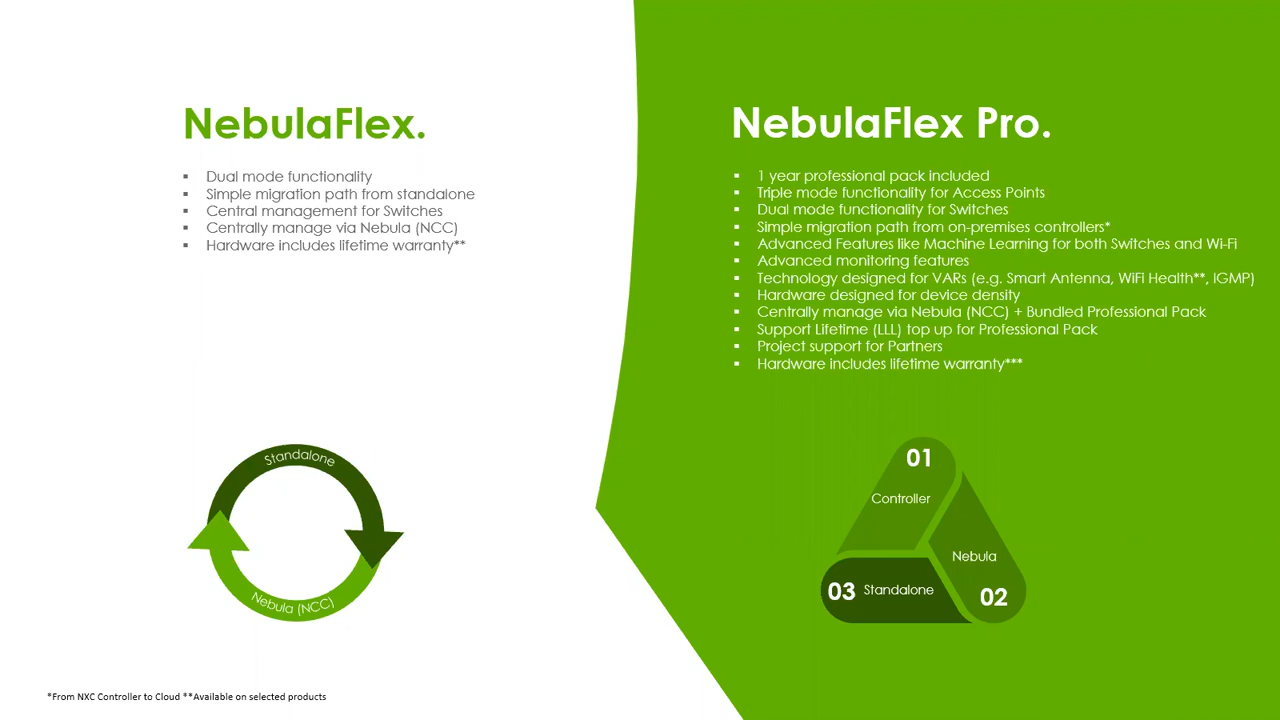 NebulaFlex.
▪ Dual mode functionality
▪ Simple migration path from standalone
▪ Central management for Switches
▪ Centrally manage via Nebula (NCC)
▪ Hardware includes lifetime warranty**
Standalone
Nebula (NCC)
NebulaFlex Pro.
▪ 1 year professional pack included
▪ Triple mode functionality for Access Points
▪ Dual mode functionality for Switches
▪ Simple migration path from on-premises controllers*
▪ Advanced Features like Machine Learning for both Switches and Wi-Fi
▪ Advanced monitoring features
▪ Technology designed for VARs (e.g. Smart Antenna, WiFi Health**, IGMP)
▪ Hardware designed for device density
▪ Centrally manage via Nebula (NCC) + Bundled Professional Pack
▪ Support Lifetime (LLL) top up for Professional Pack
▪ Project support for Partners
▪ Hardware includes lifetime warranty***
01
Controller
Nebula
02
03 Standalone
*From NXC Controller to Cloud **Available on selected products